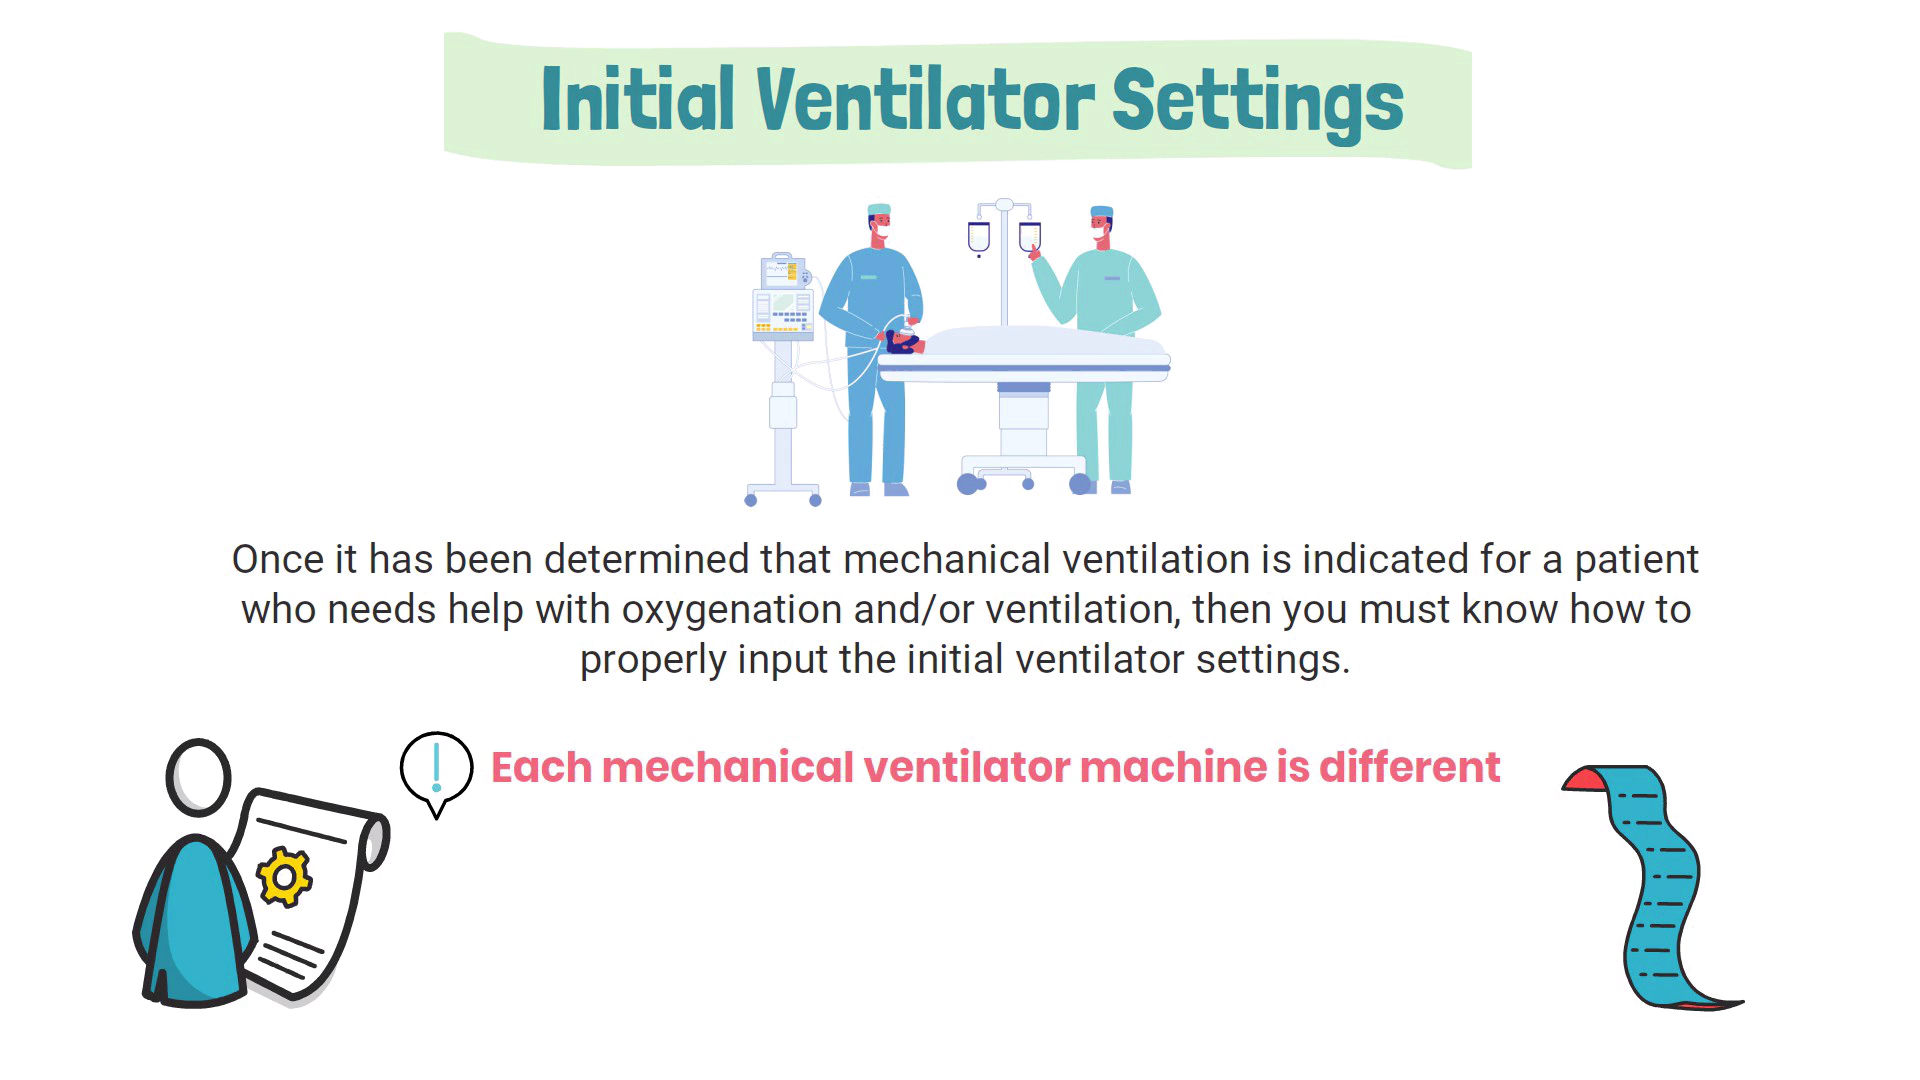 Initial Ventilator Settings
Once it has been determined that mechanical ventilation is indicated for a patient
who needs help with oxygenation and/or ventilation, then you must know how to
properly input the initial ventilator settings.
Each mechanical ventilator machine is different